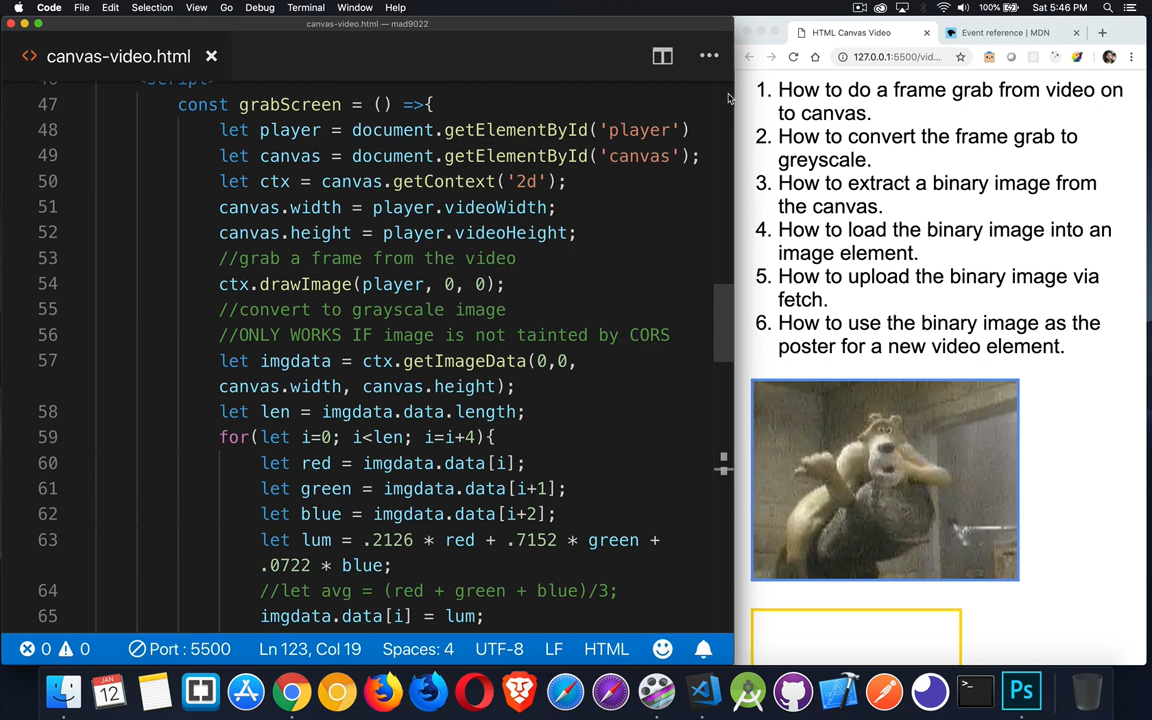 Code File Edit Selection View Go Debug Terminal Window Help 100% Sat 5:46 PM
canvas-video.html — mad9022
canvas-video.html
47 const grabScreen = () =>{
48 let player = document.getElementById('player')
49 let canvas = document.getElementById('canvas');
50 let ctx = canvas.getContext('2d');
51 canvas.width = player.videoWidth;
52 canvas.height = player.videoHeight;
53 //grab a frame from the video
54 ctx.drawImage(player, 0, 0);
55 //convert to grayscale image
56 //ONLY WORKS IF image is not tainted by CORS
57 let imgdata = ctx.getImageData(0,0,
canvas.width, canvas.height);
58 let len = imgdata.data.length;
59 for(let i=0; i<len; i=i+4){
60 let red = imgdata.data[i];
61 let green = imgdata.data[i+1];
62 let blue = imgdata.data[i+2];
63 let lum = .2126 * red + .7152 * green +
.0722 * blue;
64 //let avg = (red + green + blue)/3;
65 imgdata.data[i] = lum;
0 0 Port : 5500 Ln 123, Col 19 Spaces: 4 UTF-8 LF HTML
HTML Canvas Video Event reference | MDN
127.0.0.1:5500/vid...
1. How to do a frame grab from video on
to canvas.
2. How to convert the frame grab to
greyscale.
3. How to extract a binary image from
the canvas.
4. How to load the binary image into an
image element.
5. How to upload the binary image via
fetch.
6. How to use the binary image as the
poster for a new video element.
JAN
12
Ps